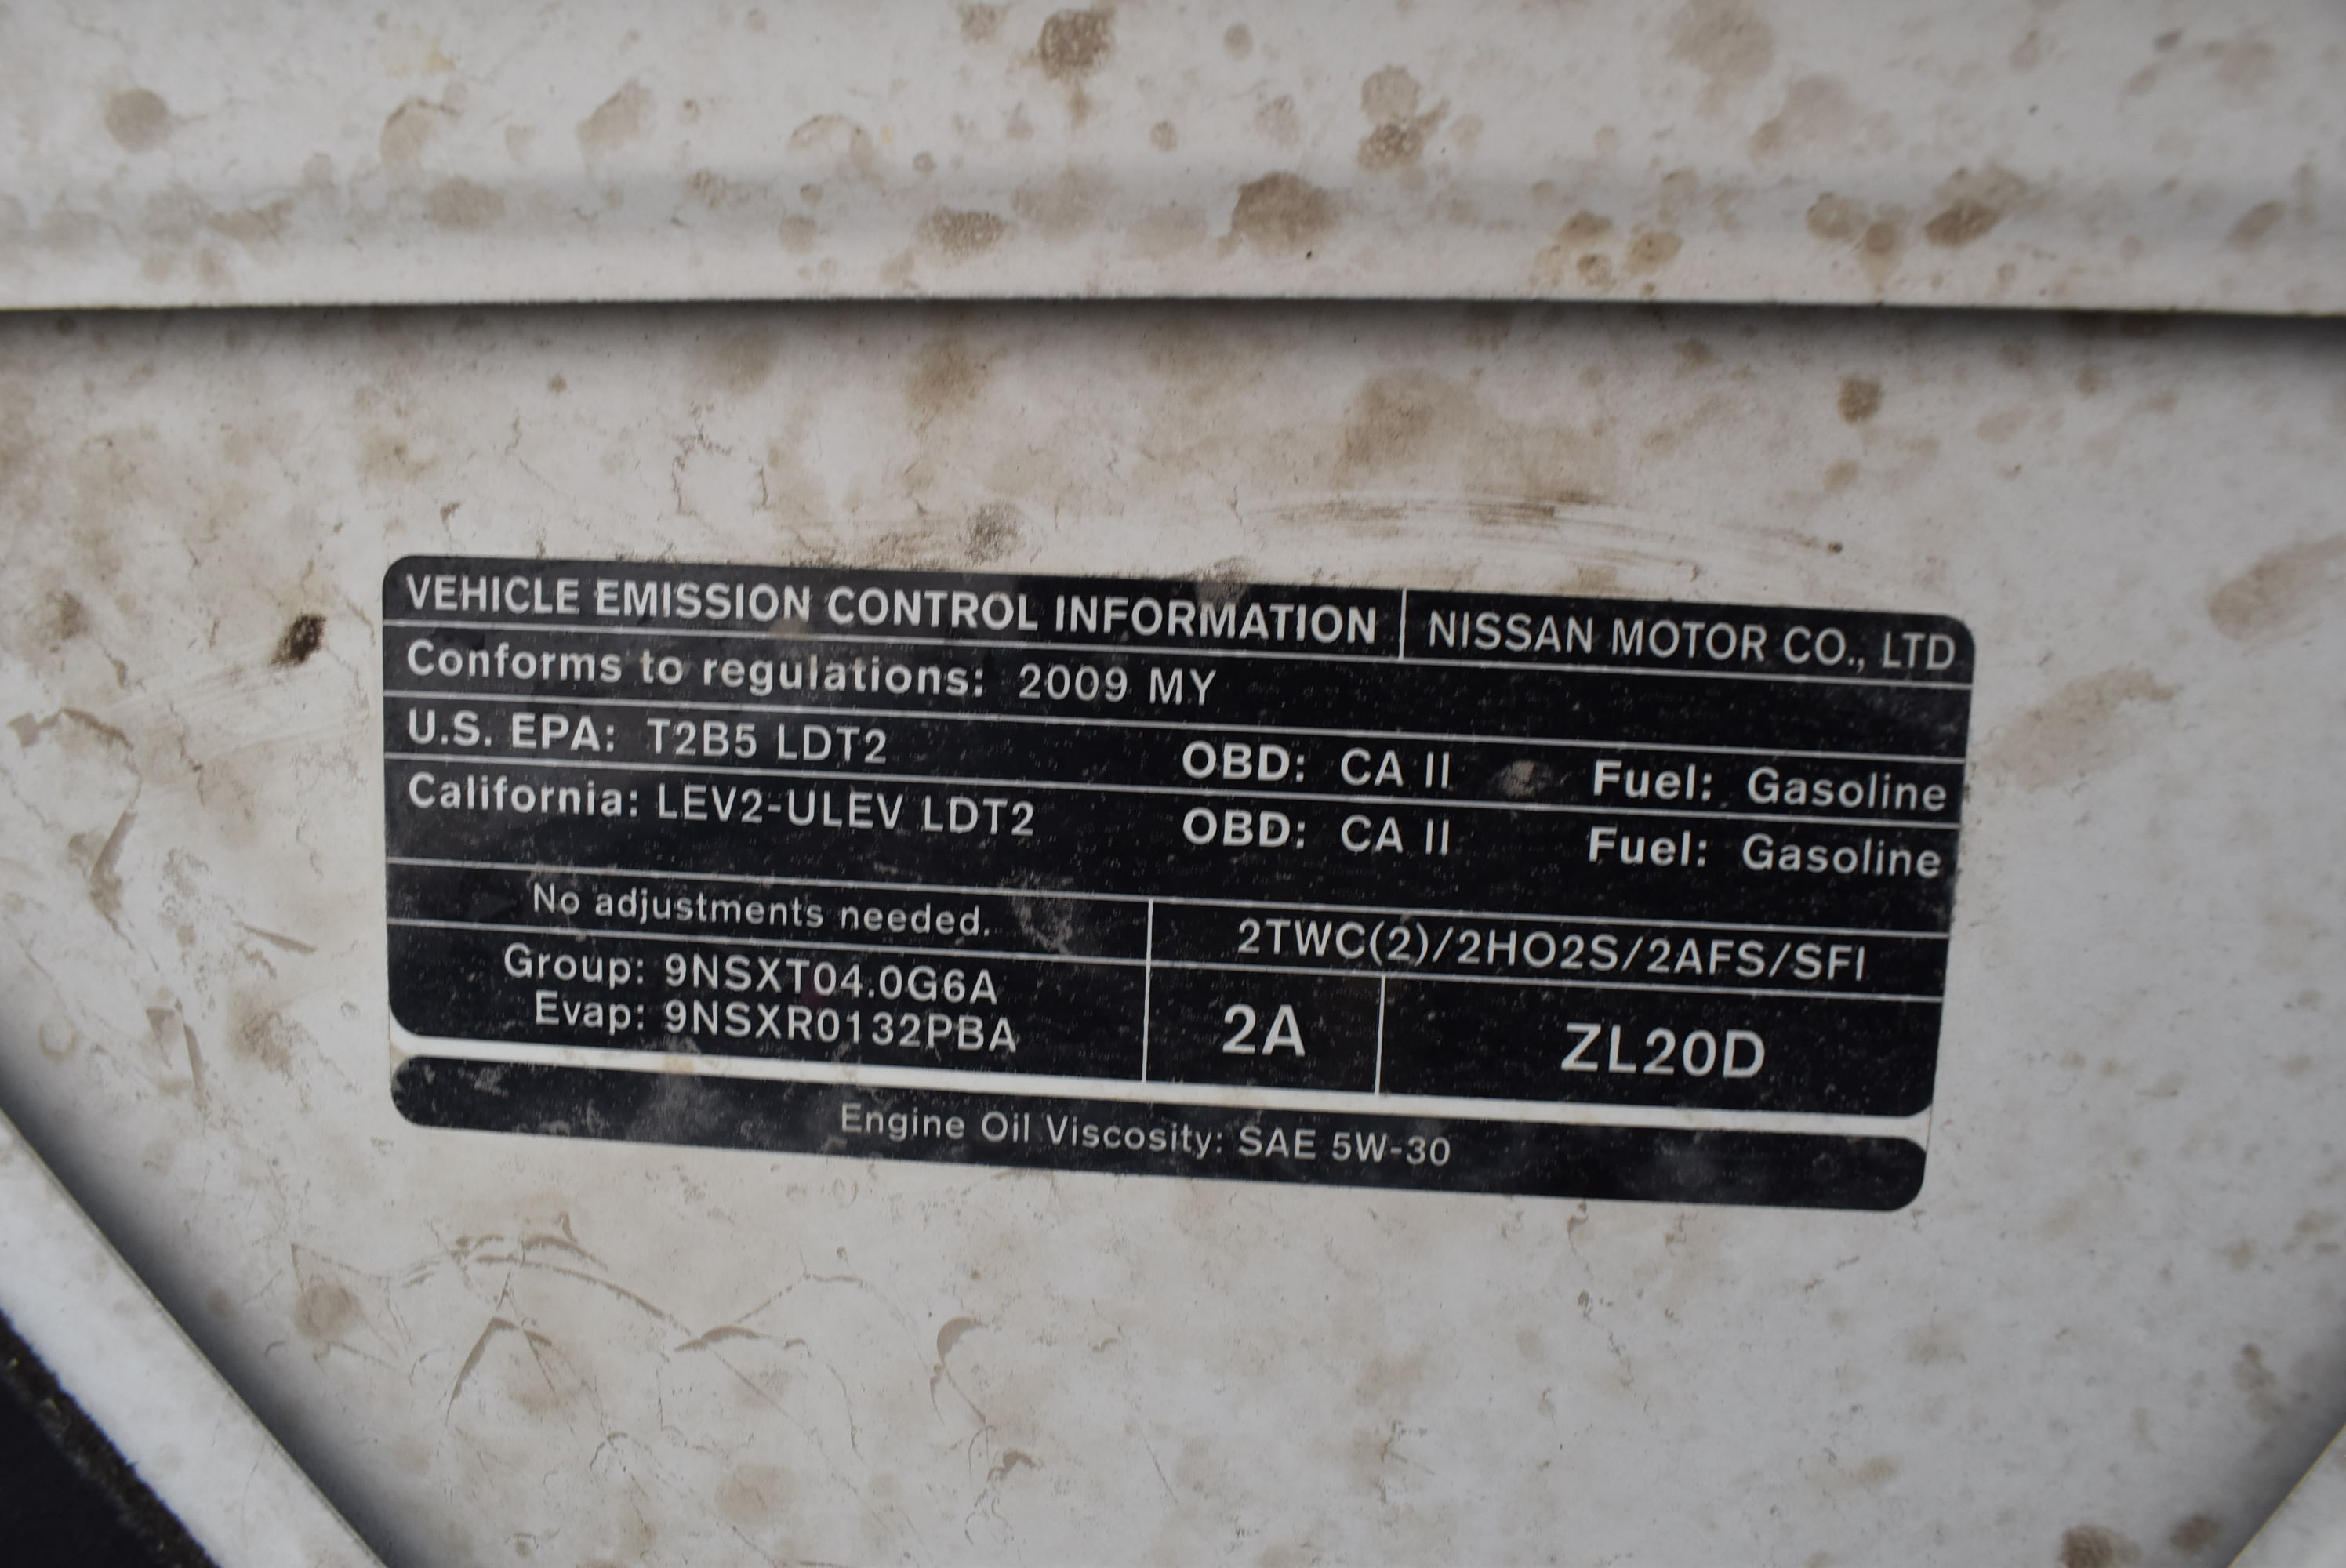 VEHICLE EMISSION CONTROL INFORMATION NISSAN MOTOR CO., LTD
Conforms to regulations: 2009 MY
U.S. EPA: T2B5 LDT2 OBD: CA II Fuel: Gasoline
California: LEV2-ULEV LDT2 OBD: CA II Fuel: Gasoline
No adjustments needed. 2TWC(2)/2HO2S/2AFS/SFI
Group: 9NSXT04.0G6A
Evap: 9NSXR0132PBA
2A ZL20D
Engine Oil Viscosity: SAE 5W-30